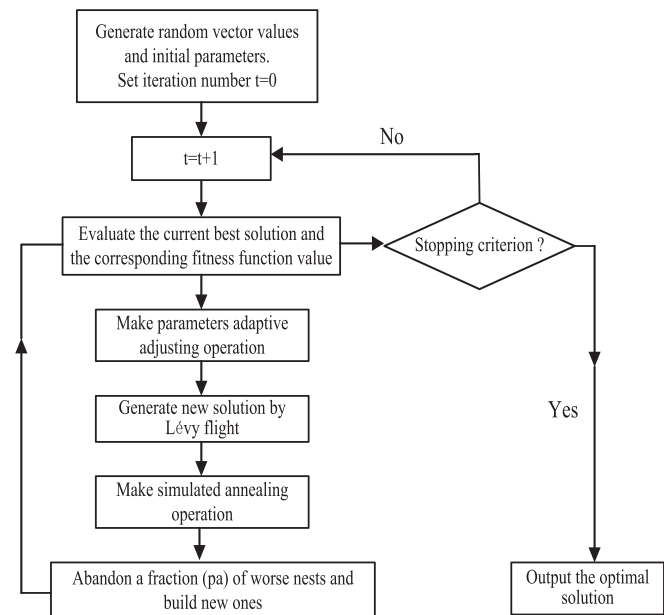 Generate random vector values
and initial parameters.
Set iteration number t=0
No
t=t+1
Evaluate the current best solution and
the corresponding fitness function value
Stopping criterion ?
Make parameters adaptive
adjusting operation
Generate new solution by
Lévy flight
Yes
Make simulated annealing
operation
Abandon a fraction (pa) of worse nests and
build new ones
Output the optimal
solution